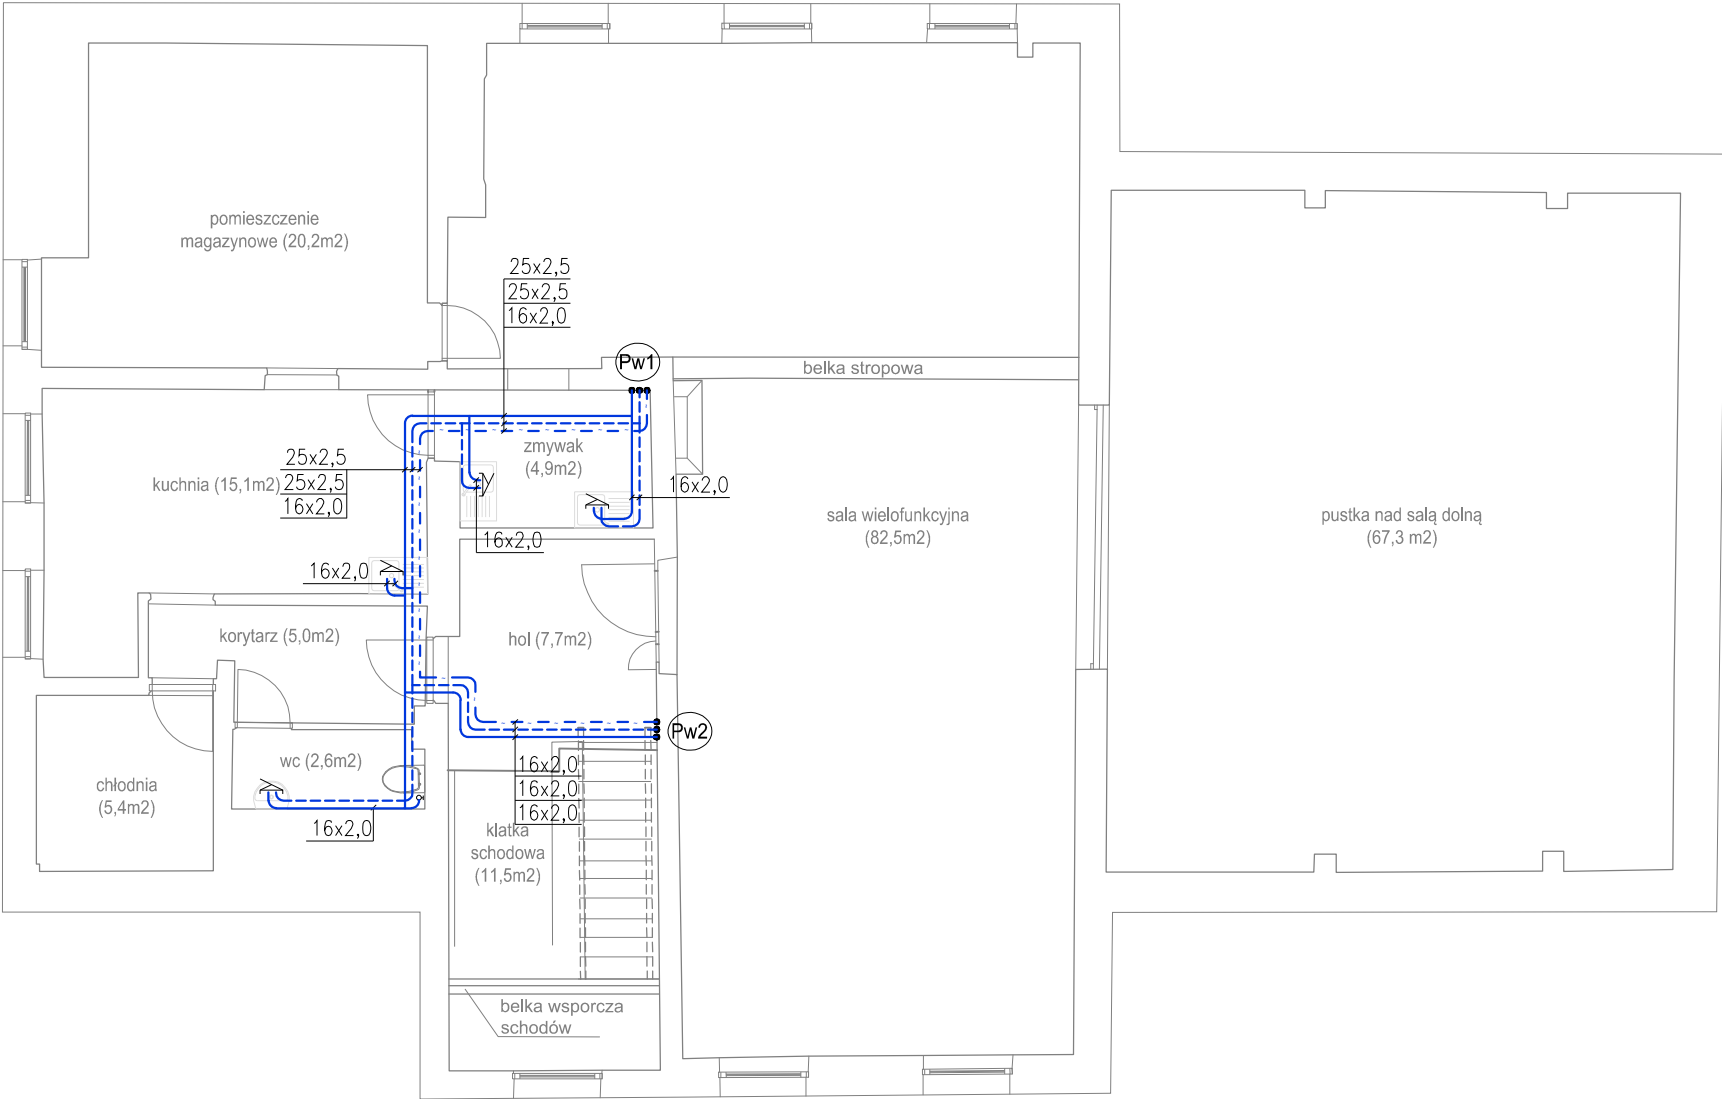 pomieszczenie
magazynowe (20,2m2)
25x2,5
25x2,5
16x2,0
Pw1
belka stropowa
zmywak
(4,9m2)
25x2,5
kuchnia (15,1m2)
25x2,5
16x2,0
16x2,0
sala wielofunkcyjna
(82,5m2)
pustka nad salą dolną
(67,3 m2)
16x2,0
16x2,0
korytarz (5,0m2)
hol (7,7m2)
Pw2
wc (2,6m2)
16x2,0
16x2,0
16x2,0
chłodnia
(5,4m2)
16x2,0
klatka
schodowa
(11,5m2)
belka wsporcza
schodów